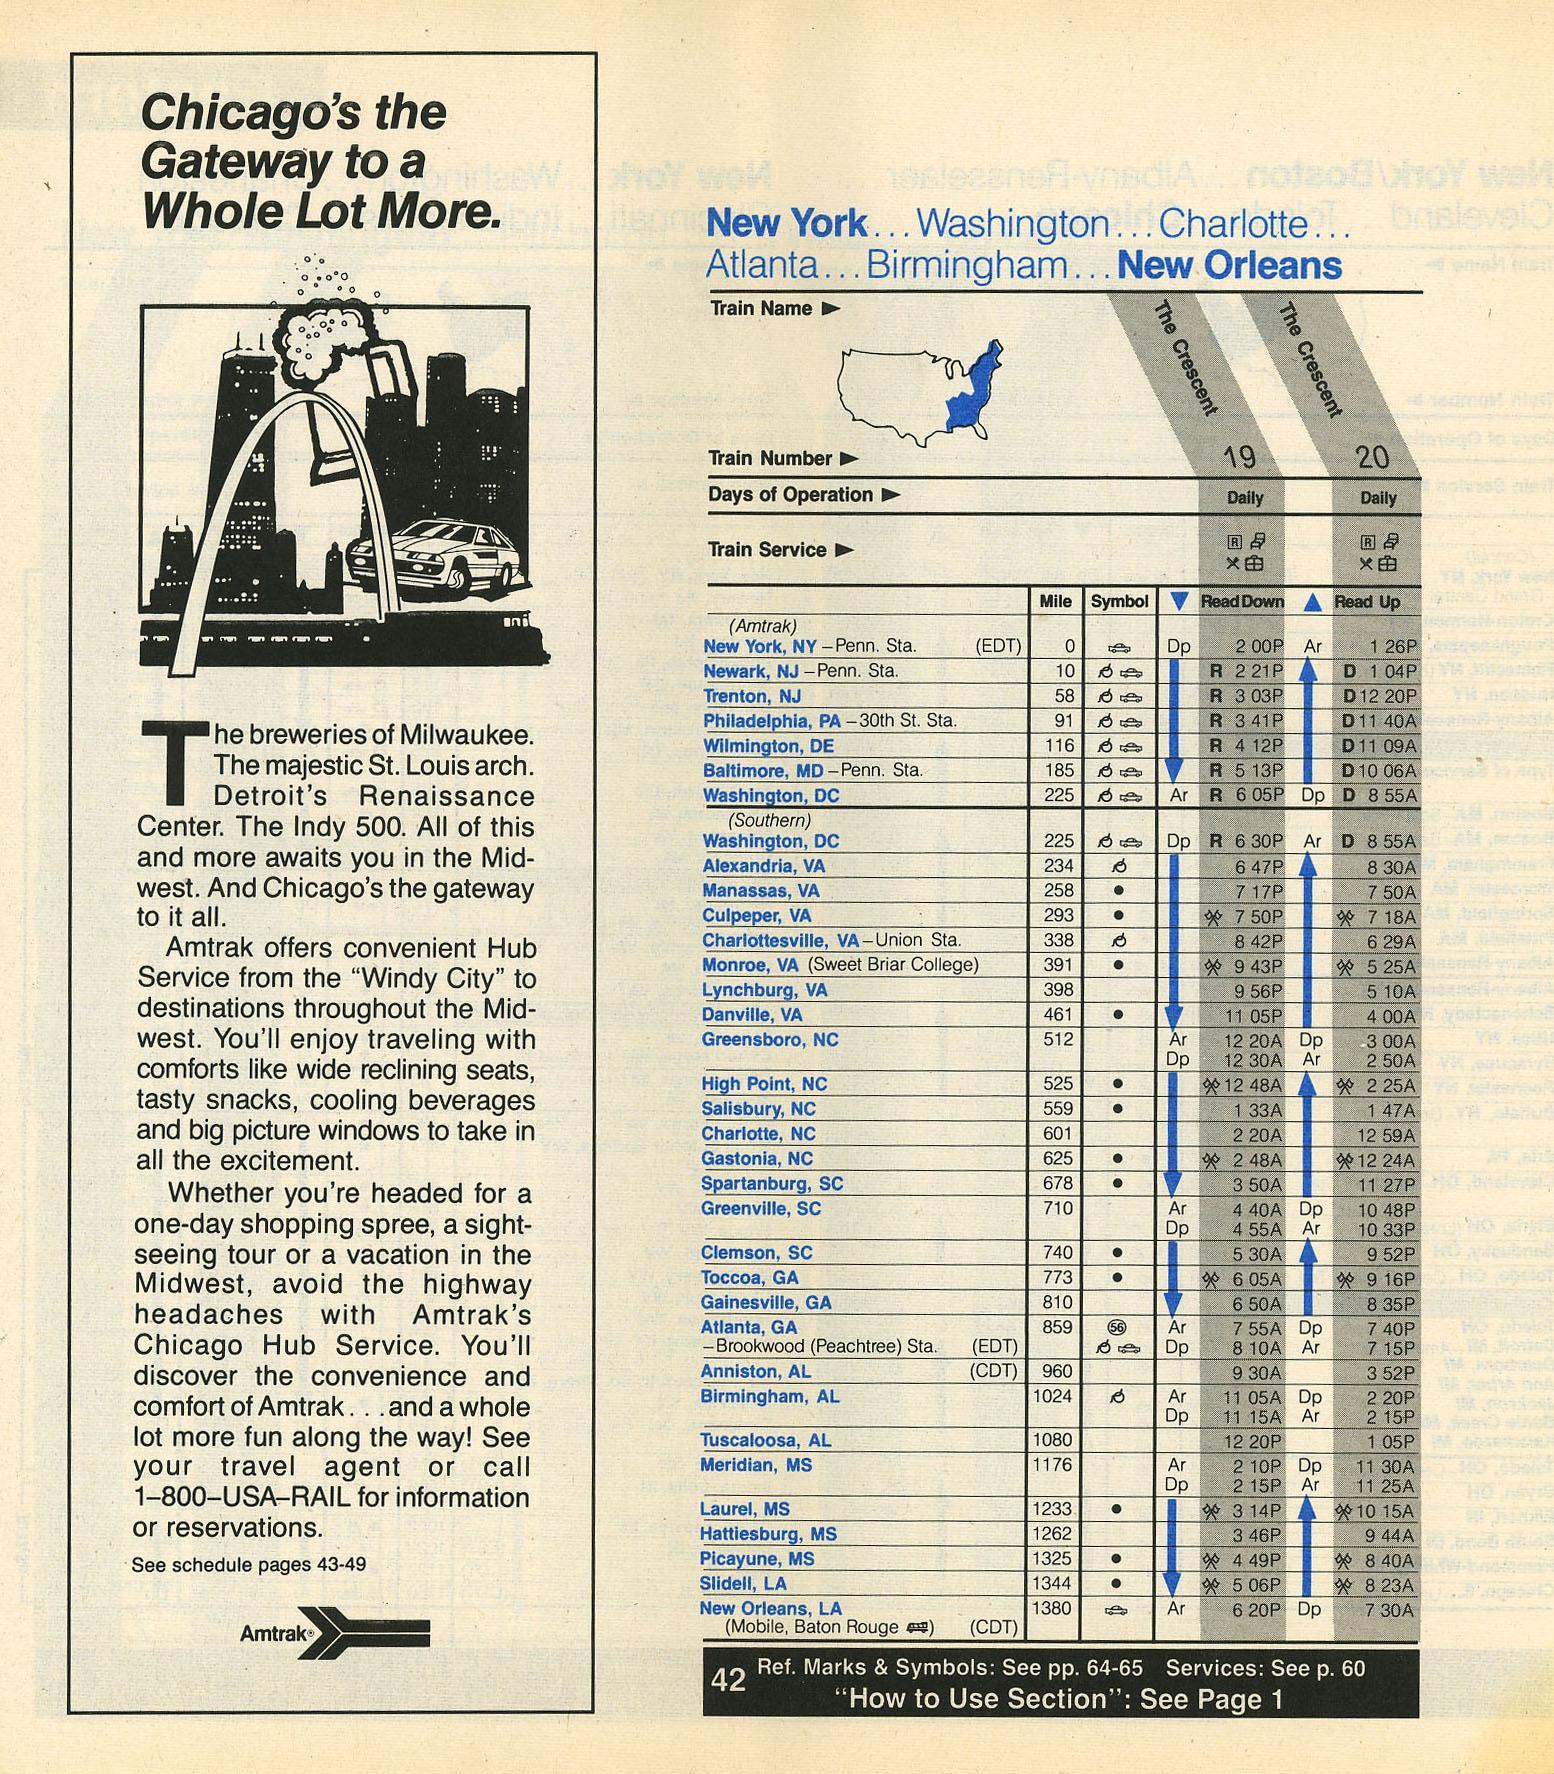 Chicago's the
Gateway to a
Whole Lot More.
The breweries of Milwaukee.
The majestic St. Louis arch.
Detroit's Renaissance
Center. The Indy 500. All of this
and more awaits you in the Mid-
west. And Chicago's the gateway
to it all.
Amtrak offers convenient Hub
Service from the "Windy City" to
destinations throughout the Mid-
west. You'll enjoy traveling with
comforts like wide reclining seats,
tasty snacks, cooling beverages
and big picture windows to take in
all the excitement.
Whether you're headed for a
one-day shopping spree, a sight-
seeing tour or a vacation in the
Midwest, avoid the highway
headaches with Amtrak's
Chicago Hub Service. You'll
discover the convenience and
comfort of Amtrak...and a whole
lot more fun along the way! See
your travel agent or call
1-800-USA-RAIL for information
or reservations.
See schedule pages 43-49
Amtrak®
New York...Washington...Charlotte...
Atlanta...Birmingham...New Orleans
Train Name ► The Crescent The Crescent
Train Number ► 19 20
Days of Operation ► Daily Daily
Train Service ► R R
Mile Symbol ▼ Read Down ▲ Read Up
(Amtrak)
New York, NY –Penn. Sta. (EDT) 0 Dp 2 00P Ar 1 26P
Newark, NJ –Penn. Sta. 10 R 2 21P D 1 04P
Trenton, NJ 58 R 3 03P D 12 20P
Philadelphia, PA –30th St. Sta. 91 R 3 41P D 11 40A
Wilmington, DE 116 R 4 12P D 11 09A
Baltimore, MD –Penn. Sta. 185 R 5 13P D 10 06A
Washington, DC 225 Ar R 6 05P Dp D 8 55A
(Southern)
Washington, DC 225 Dp R 6 30P Ar D 8 55A
Alexandria, VA 234 6 47P 8 30A
Manassas, VA 258 ● 7 17P 7 50A
Culpeper, VA 293 ● 7 50P 7 18A
Charlottesville, VA –Union Sta. 338 8 42P 6 29A
Monroe, VA (Sweet Briar College) 391 ● 9 43P 5 25A
Lynchburg, VA 398 9 56P 5 10A
Danville, VA 461 ● 11 05P 4 00A
Greensboro, NC 512 Ar 12 20A Dp 3 00A
Dp 12 30A Ar 2 50A
High Point, NC 525 ● 12 48A 2 25A
Salisbury, NC 559 ● 1 33A 1 47A
Charlotte, NC 601 2 20A 12 59A
Gastonia, NC 625 ● 2 48A 12 24A
Spartanburg, SC 678 ● 3 50A 11 27P
Greenville, SC 710 Ar 4 40A Dp 10 48P
Dp 4 55A Ar 10 33P
Clemson, SC 740 ● 5 30A 9 52P
Toccoa, GA 773 ● 6 05A 9 16P
Gainesville, GA 810 6 50A 8 35P
Atlanta, GA 859 56 Ar 7 55A Dp 7 40P
–Brookwood (Peachtree) Sta. (EDT) Dp 8 10A Ar 7 15P
Anniston, AL (CDT) 960 9 30A 3 52P
Birmingham, AL 1024 Ar 11 05A Dp 2 20P
Dp 11 15A Ar 2 15P
Tuscaloosa, AL 1080 12 20P 1 05P
Meridian, MS 1176 Ar 2 10P Dp 11 30A
Dp 2 15P Ar 11 25A
Laurel, MS 1233 ● 3 14P 10 15A
Hattiesburg, MS 1262 3 46P 9 44A
Picayune, MS 1325 ● 4 49P 8 40A
Slidell, LA 1344 ● 5 06P 8 23A
New Orleans, LA 1380 Ar 6 20P Dp 7 30A
(Mobile, Baton Rouge) (CDT)
42 Ref. Marks & Symbols: See pp. 64-65 Services: See p. 60
"How to Use Section": See Page 1